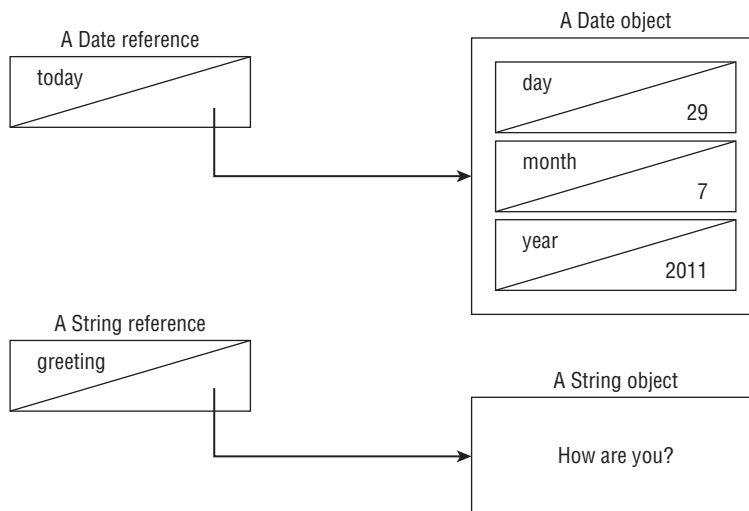 A Date reference
today
A Date object
day
29
month
7
year
2011
A String reference
greeting
A String object
How are you?